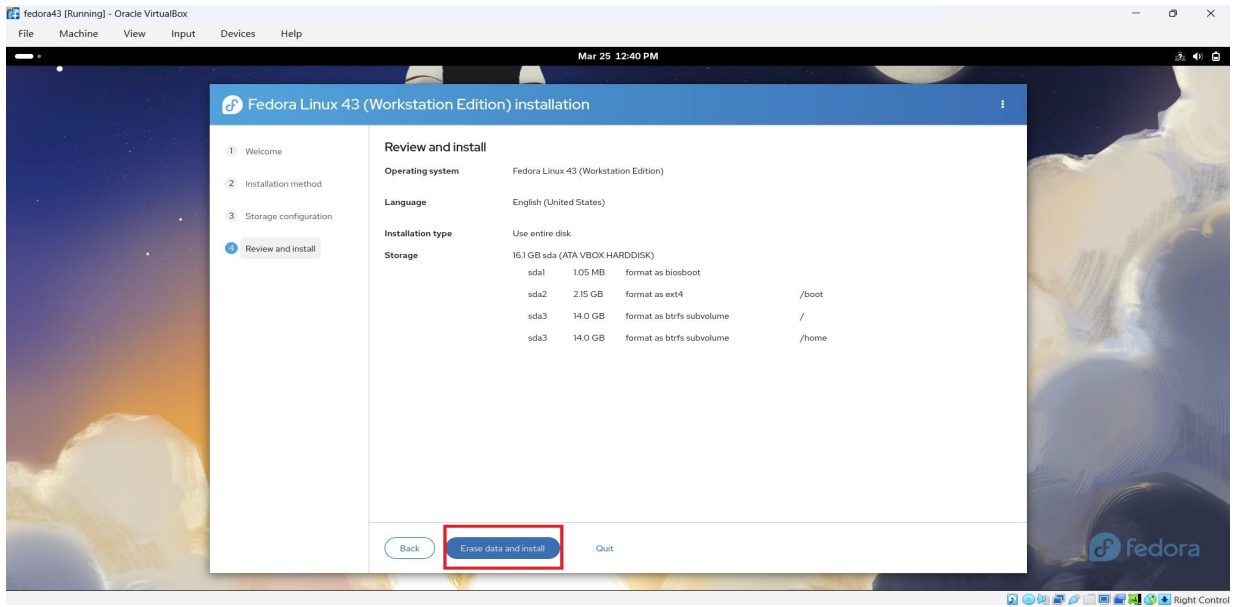 fedora43 [Running] - Oracle VirtualBox
File Machine View Input Devices Help
Mar 25 12:40 PM
Fedora Linux 43 (Workstation Edition) installation
1 Welcome
2 Installation method
3 Storage configuration
4 Review and install
Review and install
Operating system Fedora Linux 43 (Workstation Edition)
Language English (United States)
Installation type Use entire disk
Storage 16.1 GB sda (ATA VBOX HARDDISK)
sda1 1.05 MB format as biosboot
sda2 2.15 GB format as ext4 /boot
sda3 14.0 GB format as btrfs subvolume /
sda3 14.0 GB format as btrfs subvolume /home
Back Erase data and install Quit
fedora
Right Control